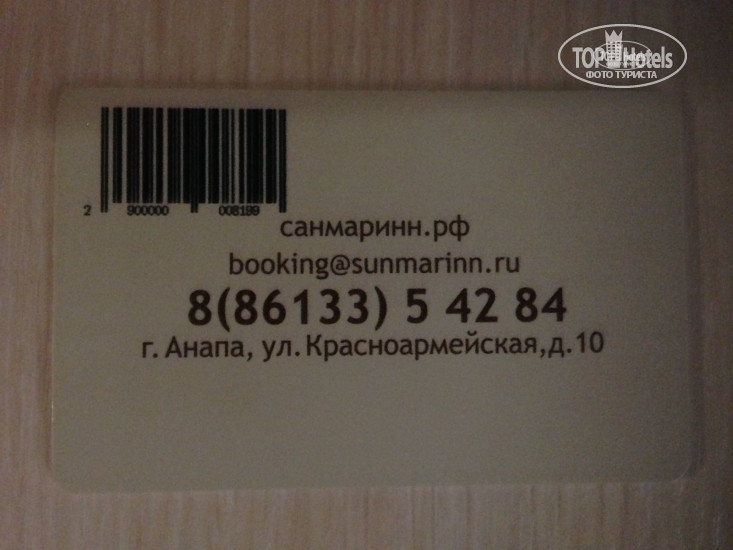 TOP Hotels
ФОТО ТУРИСТА
2 900000 008199
санмаринн.рф
booking@sunmarinn.ru
8(86133) 5 42 84
г. Анапа, ул. Красноармейская,д.10